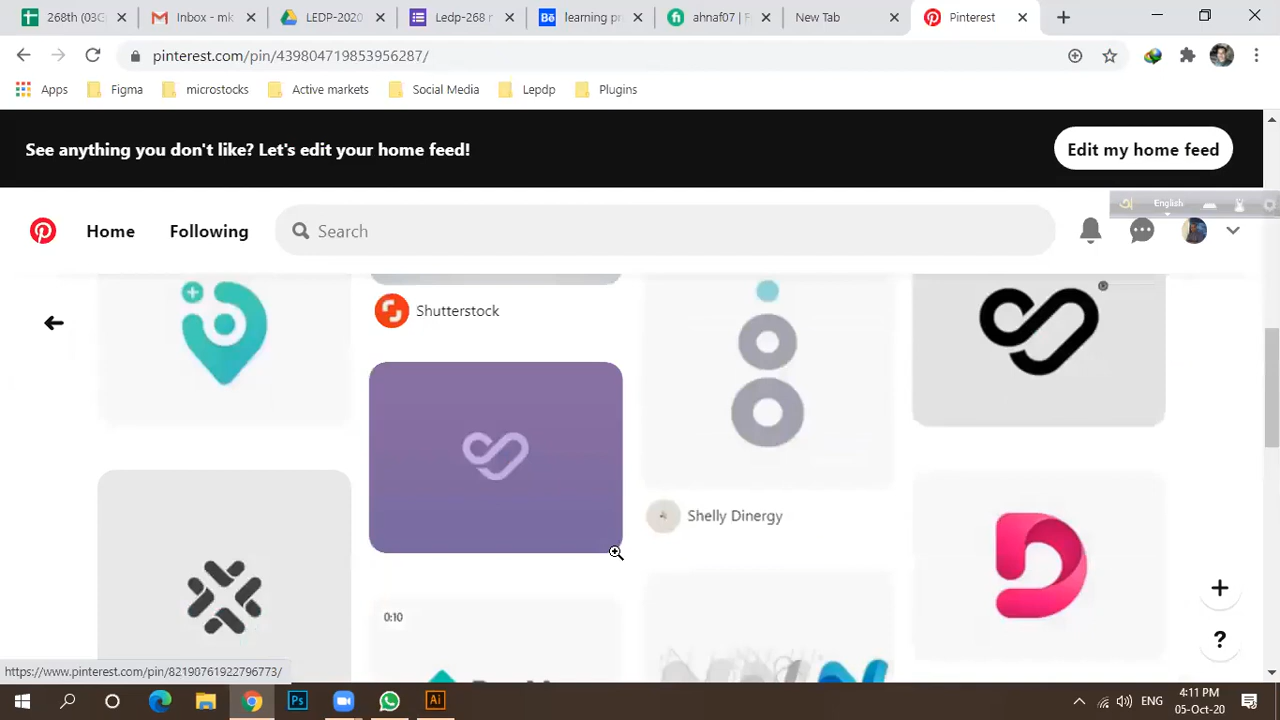 268th (03G
Inbox - mk
LEDP-2020
Ledp-268
learning pr
ahnaf07 | F
New Tab
Pinterest
pinterest.com/pin/439804719853956287/
Apps
Figma
microstocks
Active markets
Social Media
Lepdp
Plugins
See anything you don't like? Let's edit your home feed!
Edit my home feed
English
Home
Following
Search
Shutterstock
Shelly Dinergy
0:10
https://www.pinterest.com/pin/82190761922796773/
ENG
4:11 PM
05-Oct-20